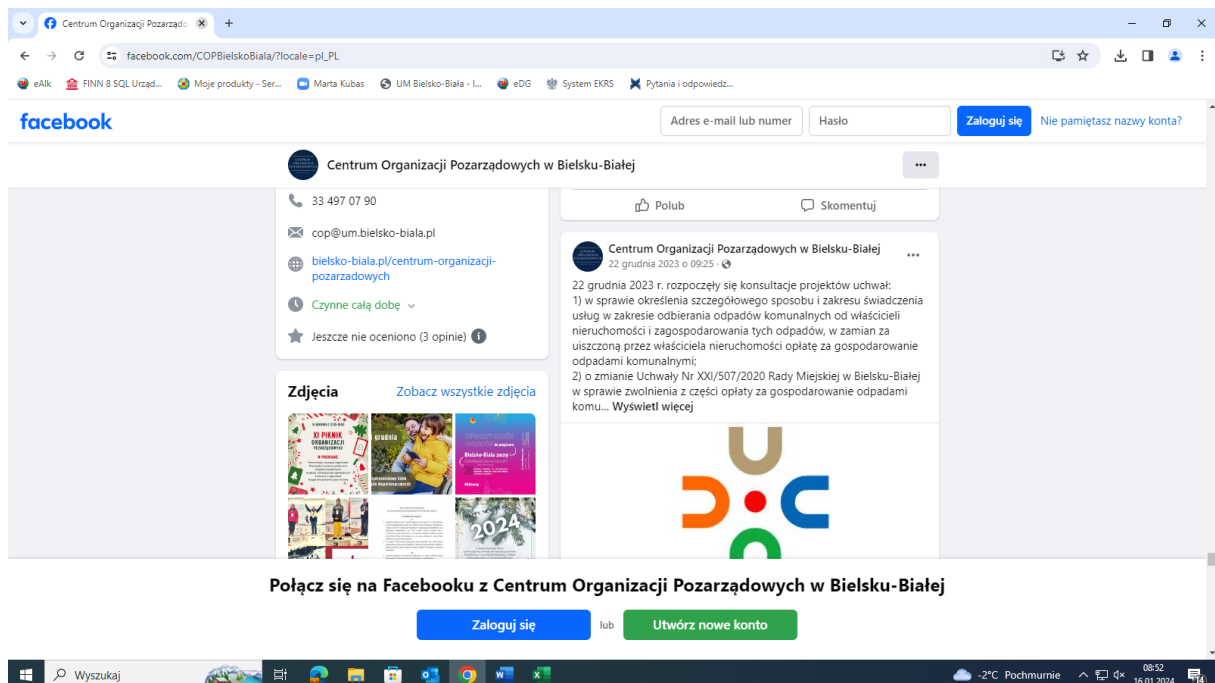 Centrum Organizacji Pozarządo
facebook.com/COPBielskoBiala/?locale=pl_PL
eAlk FINN 8 SQL Urząd... Moje produkty - Ser... Marta Kubas UM Bielsko-Biała - I... eDG System EKRS Pytania i odpowiedz...
facebook
Adres e-mail lub numer
Hasło
Zaloguj się
Nie pamiętasz nazwy konta?
Centrum Organizacji Pozarządowych w Bielsku-Białej
33 497 07 90
cop@um.bielsko-biala.pl
bielsko-biala.pl/centrum-organizacji-
pozarzadowych
Czynne całą dobę
Jeszcze nie oceniono (3 opinie)
Zdjęcia
Zobacz wszystkie zdjęcia
XI PIKNIK
ORGANIZACJI
POZARZĄDOWYCH
grudnia
Bielsko-Biała 2029
2024
Polub
Skomentuj
Centrum Organizacji Pozarządowych w Bielsku-Białej
22 grudnia 2023 o 09:25 ·
22 grudnia 2023 r. rozpoczęły się konsultacje projektów uchwał:
1) w sprawie określenia szczegółowego sposobu i zakresu świadczenia
usług w zakresie odbierania odpadów komunalnych od właścicieli
nieruchomości i zagospodarowania tych odpadów, w zamian za
uiszczoną przez właściciela nieruchomości opłatę za gospodarowanie
odpadami komunalnymi;
2) o zmianie Uchwały Nr XXI/507/2020 Rady Miejskiej w Bielsku-Białej
w sprawie zwolnienia z części opłaty za gospodarowanie odpadami
komu... Wyświetl więcej
Połącz się na Facebooku z Centrum Organizacji Pozarządowych w Bielsku-Białej
Zaloguj się
lub
Utwórz nowe konto
Wyszukaj
-2°C Pochmurnie
08:52
16.01.2024
14